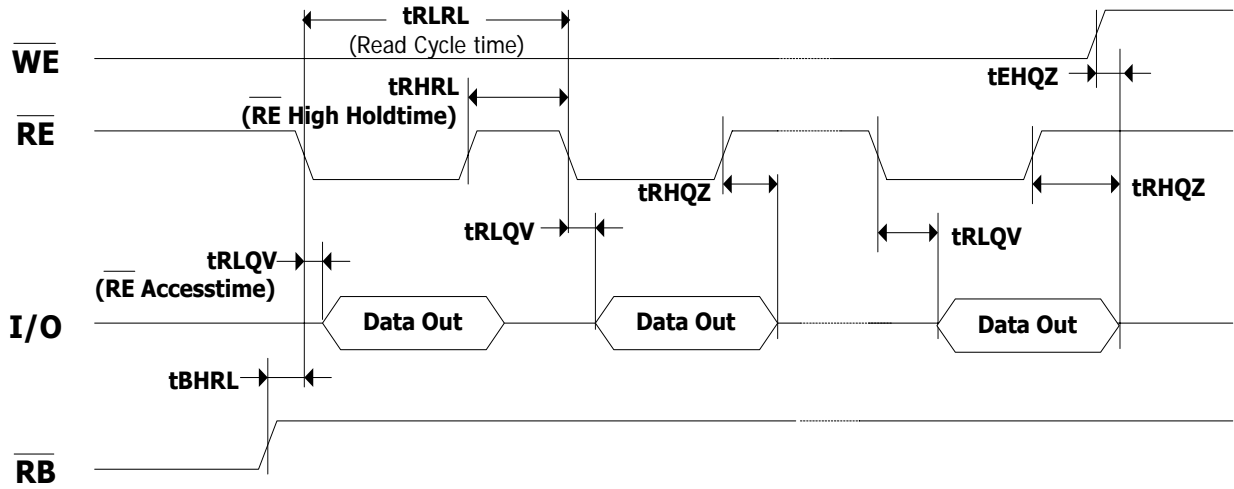 tRLRL
(Read Cycle time)
WE
tEHQZ
tRHRL
(RE High Holdtime)
RE
tRHQZ
tRHQZ
tRLQV
tRLQV
tRLQV
(RE Accesstime)
I/O
Data Out
Data Out
Data Out
tBHRL
RB